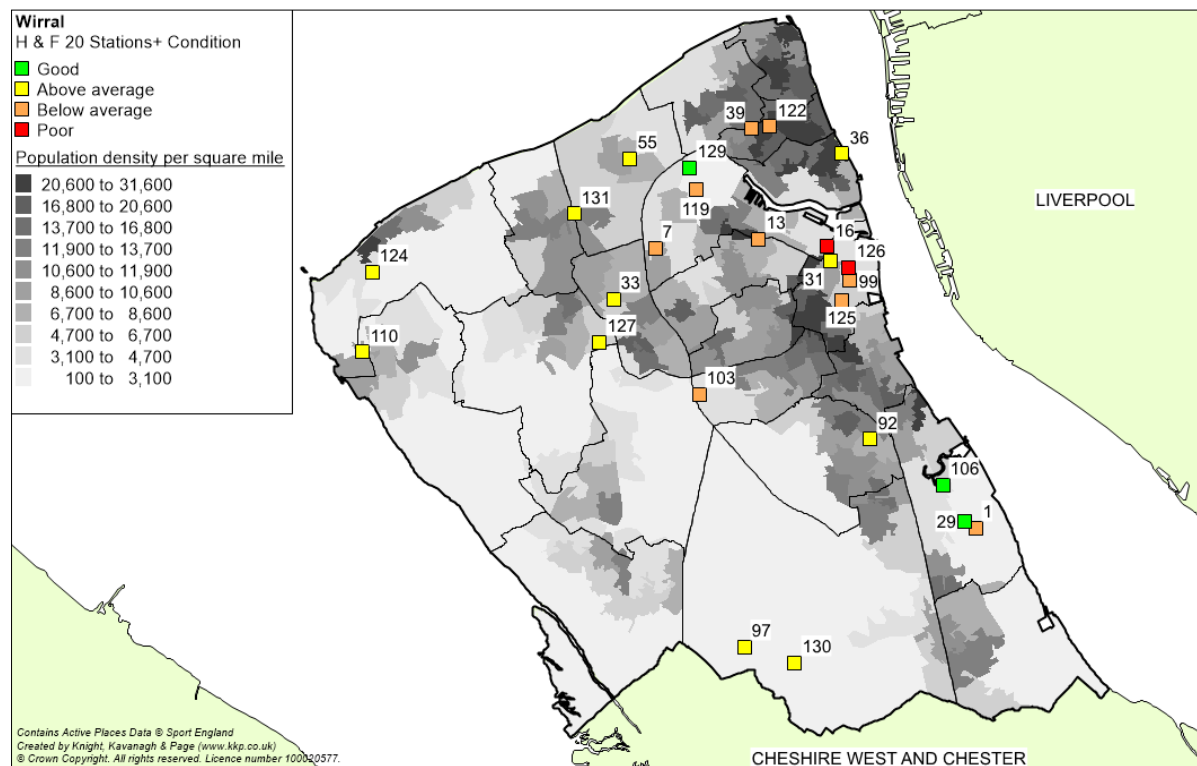 Wirral
H & F 20 Stations+ Condition
Good
Above average
Below average
Poor
Population density per square mile
20,600 to 31,600
16,800 to 20,600
13,700 to 16,800
11,900 to 13,700
10,600 to 11,900
8,600 to 10,600
6,700 to 8,600
4,700 to 6,700
3,100 to 4,700
100 to 3,100
39
122
36
55
129
LIVERPOOL
131
119
13
16
7
126
124
31
99
33
125
127
110
103
92
106
29
1
97
130
Contains Active Places Data © Sport England
Created by Knight, Kavanagh & Page (www.kkp.co.uk)
© Crown Copyright. All rights reserved. Licence number 100020577.
CHESHIRE WEST AND CHESTER